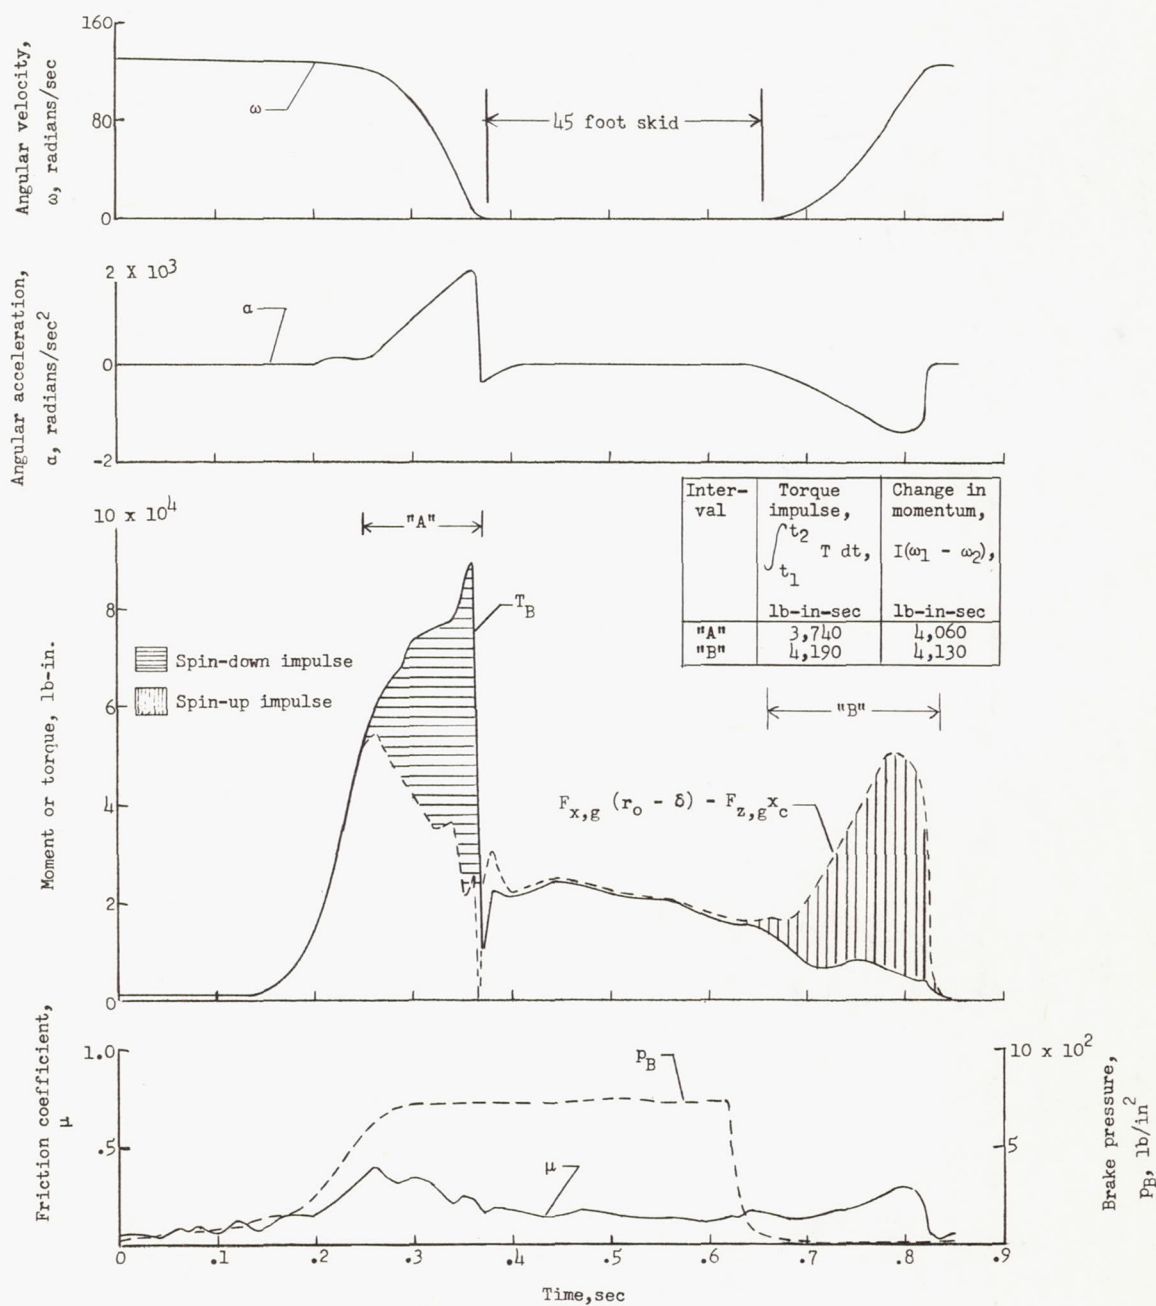 160
80
0
Angular velocity,
ω, radians/sec
ω
45 foot skid
2 X 10³
0
-2
Angular acceleration,
α, radians/sec²
α
10 x 10⁴
8
6
4
2
0
Moment or torque, lb-in.
"A"
T_B
Spin-down impulse
Spin-up impulse
Inter-
val
Torque
impulse,
∫_{t₁}^{t₂} T dt,
lb-in-sec
Change in
momentum,
I(ω₁ - ω₂),
lb-in-sec
"A" 3,740 4,060
"B" 4,190 4,130
"B"
F_{x,g} (r_o - δ) - F_{z,g}x_c
1.0
.5
Friction coefficient,
μ
p_B
μ
10 x 10²
5
Brake pressure,
p_B, lb/in²
0 .1 .2 .3 .4 .5 .6 .7 .8 .9
Time,sec